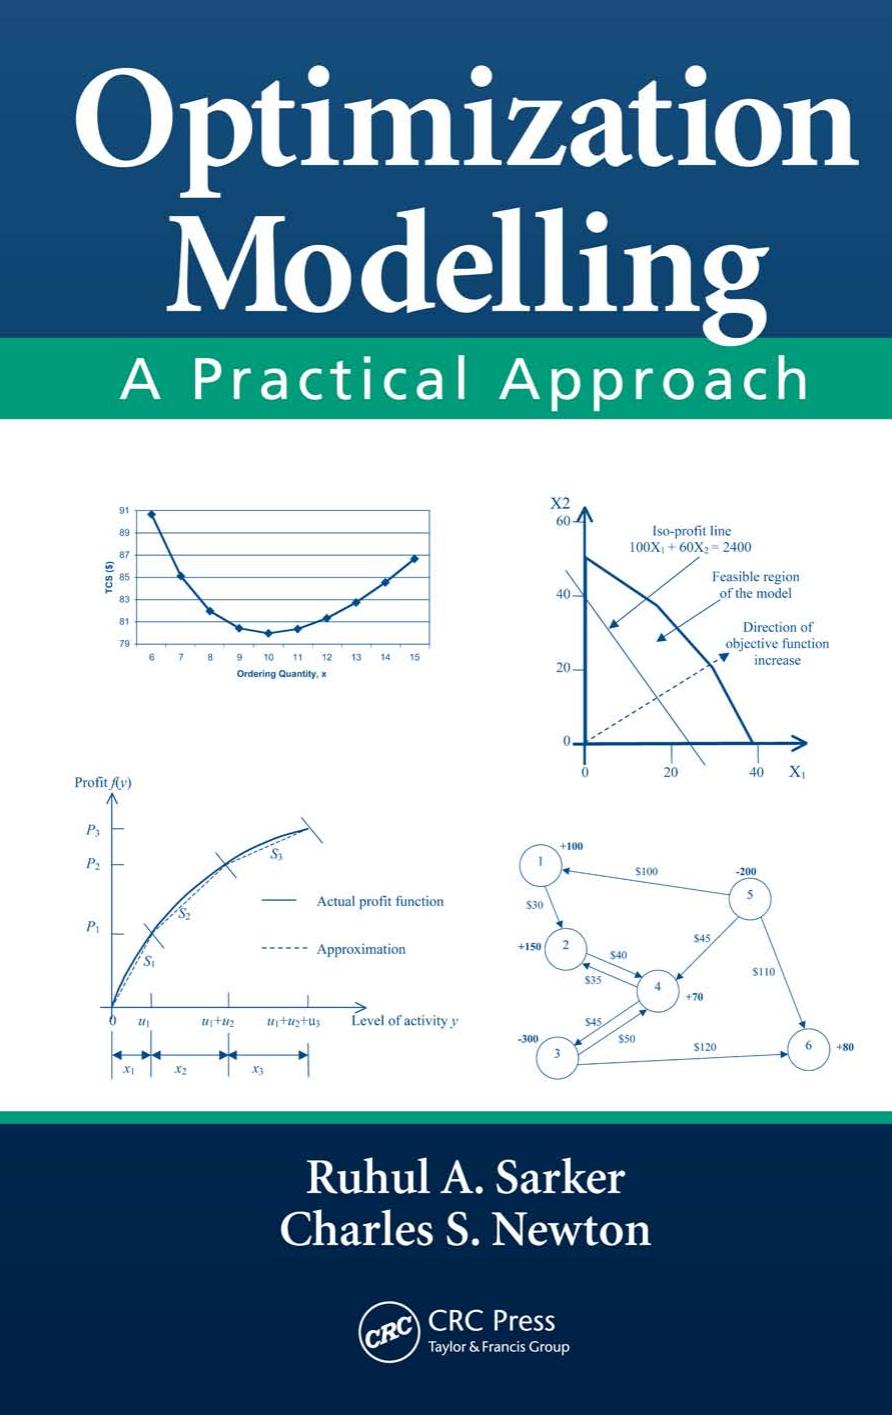 Optimization
Modelling
A Practical Approach
91
89
87
85
83
81
79
TCS ($)
6 7 8 9 10 11 12 13 14 15
Ordering Quantity, x
X2
60
40
20
0
0 20 40 X₁
Iso-profit line
100X₁ + 60X₂ = 2400
Feasible region
of the model
Direction of
objective function
increase
Profit f(y)
P₃
P₂
P₁
S₃
S₂
S₁
Actual profit function
Approximation
0 u₁ u₁+u₂ u₁+u₂+u₃ Level of activity y
x₁ x₂ x₃
1 +100
$100
-200
5
$30
+150 2
$40
$45
$35
4
+70
$110
$45
$50
-300
3
$120
6 +80
Ruhul A. Sarker
Charles S. Newton
CRC CRC Press
Taylor & Francis Group